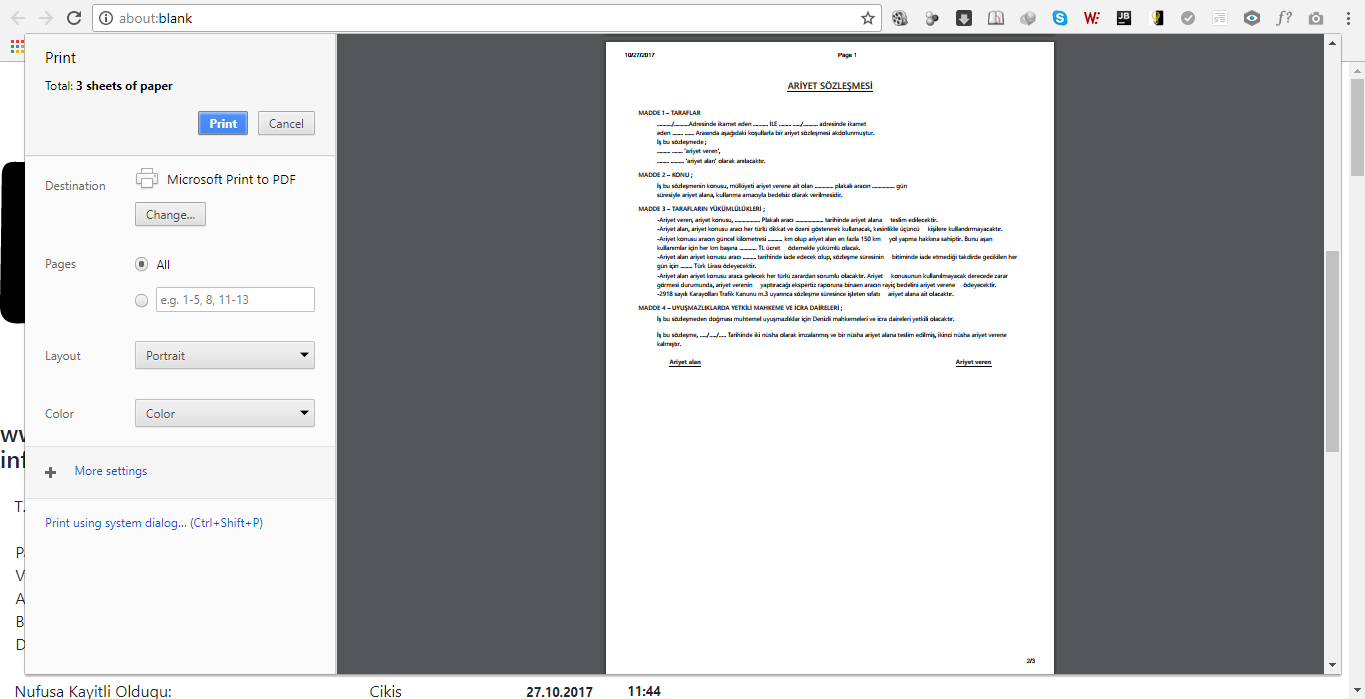 about:blank
Print
Total: 3 sheets of paper
Print Cancel
Destination Microsoft Print to PDF
Change...
Pages All
e.g. 1-5, 8, 11-13
Layout Portrait
Color Color
More settings
Print using system dialog... (Ctrl+Shift+P)
10/27/2017 Page 1
ARİYET SÖZLEŞMESİ
MADDE 1 – TARAFLAR
........./.........Adresinde ikamet eden ......... İLE ....... ..../......... adresinde ikamet
eden ....... ...... Arasında aşağıdaki koşullarla bir ariyet sözleşmesi akdolunmuştur.
İş bu sözleşmede ;
......... ....... 'ariyet veren',
......... ....... 'ariyet alan' olarak anılacaktır.
MADDE 2 – KONU ;
İş bu sözleşmenin konusu, mülkiyeti ariyet verene ait olan ............ plakalı aracın .............. gün
süresiyle ariyet alana, kullanma amacıyla bedelsiz olarak verilmesidir.
MADDE 3 – TARAFLARIN YÜKÜMLÜLÜKLERİ ;
-Ariyet veren, ariyet konusu, ................ Plakalı aracı .................. tarihinde ariyet alana teslim edilecektir.
-Ariyet alan, ariyet konusu aracı her türlü dikkat ve özeni göstererek kullanacak, kesinlikle üçüncü kişilere kullandırmayacaktır.
-Ariyet konusu aracın güncel kilometresi ......... km olup ariyet alan en fazla 150 km yol yapma hakkına sahiptir. Bunu aşan
kullanımlar için her km başına .......... TL ücret ödemekle yükümlü olacak.
-Ariyet alan ariyet konusu aracı ........ tarihinde iade edecek olup, sözleşme süresinin bitiminde iade etmediği takdirde geciklen her
gün için ....... Türk Lirası ödeyecektir.
-Ariyet alan ariyet konusu araca gelecek her türlü zarardan sorumlu olacaktır. Ariyet konusunun kullanılmayacak derecede zarar
görmesi durumunda, ariyet verenin yaptıracağı ekspertiz raporuna binaen aracın rayiç bedelini ariyet verene ödeyecektir.
-2918 sayılı Karayolları Trafik Kanunu m.3 uyarınca sözleşme süresince işleten sıfatı ariyet alana ait olacaktır.
MADDE 4 – UYUŞMAZLIKLARDA YETKİLİ MAHKEME VE İCRA DAİRELERİ ;
İş bu sözleşmeden doğması muhtemel uyuşmazlıklar için Denizli mahkemeleri ve icra daireleri yetkili olacaktır.
İş bu sözleşme, ..../..../.... Tarihinde iki nüsha olarak imzalanmış ve bir nüsha ariyet alana teslim edilmiş, ikinci nüsha ariyet verene
kalmıştır.
Ariyet alan Ariyet veren
2/3
Nufusa Kayitli Oldugu: Cikis 27.10.2017 11:44